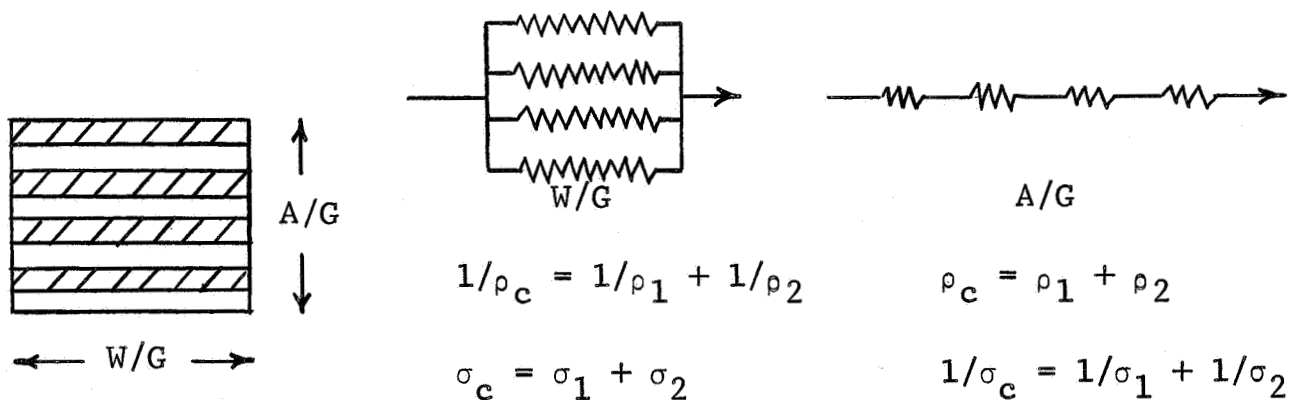 A/G
W/G
W/G
1/ρc = 1/ρ1 + 1/ρ2
σc = σ1 + σ2
A/G
ρc = ρ1 + ρ2
1/σc = 1/σ1 + 1/σ2